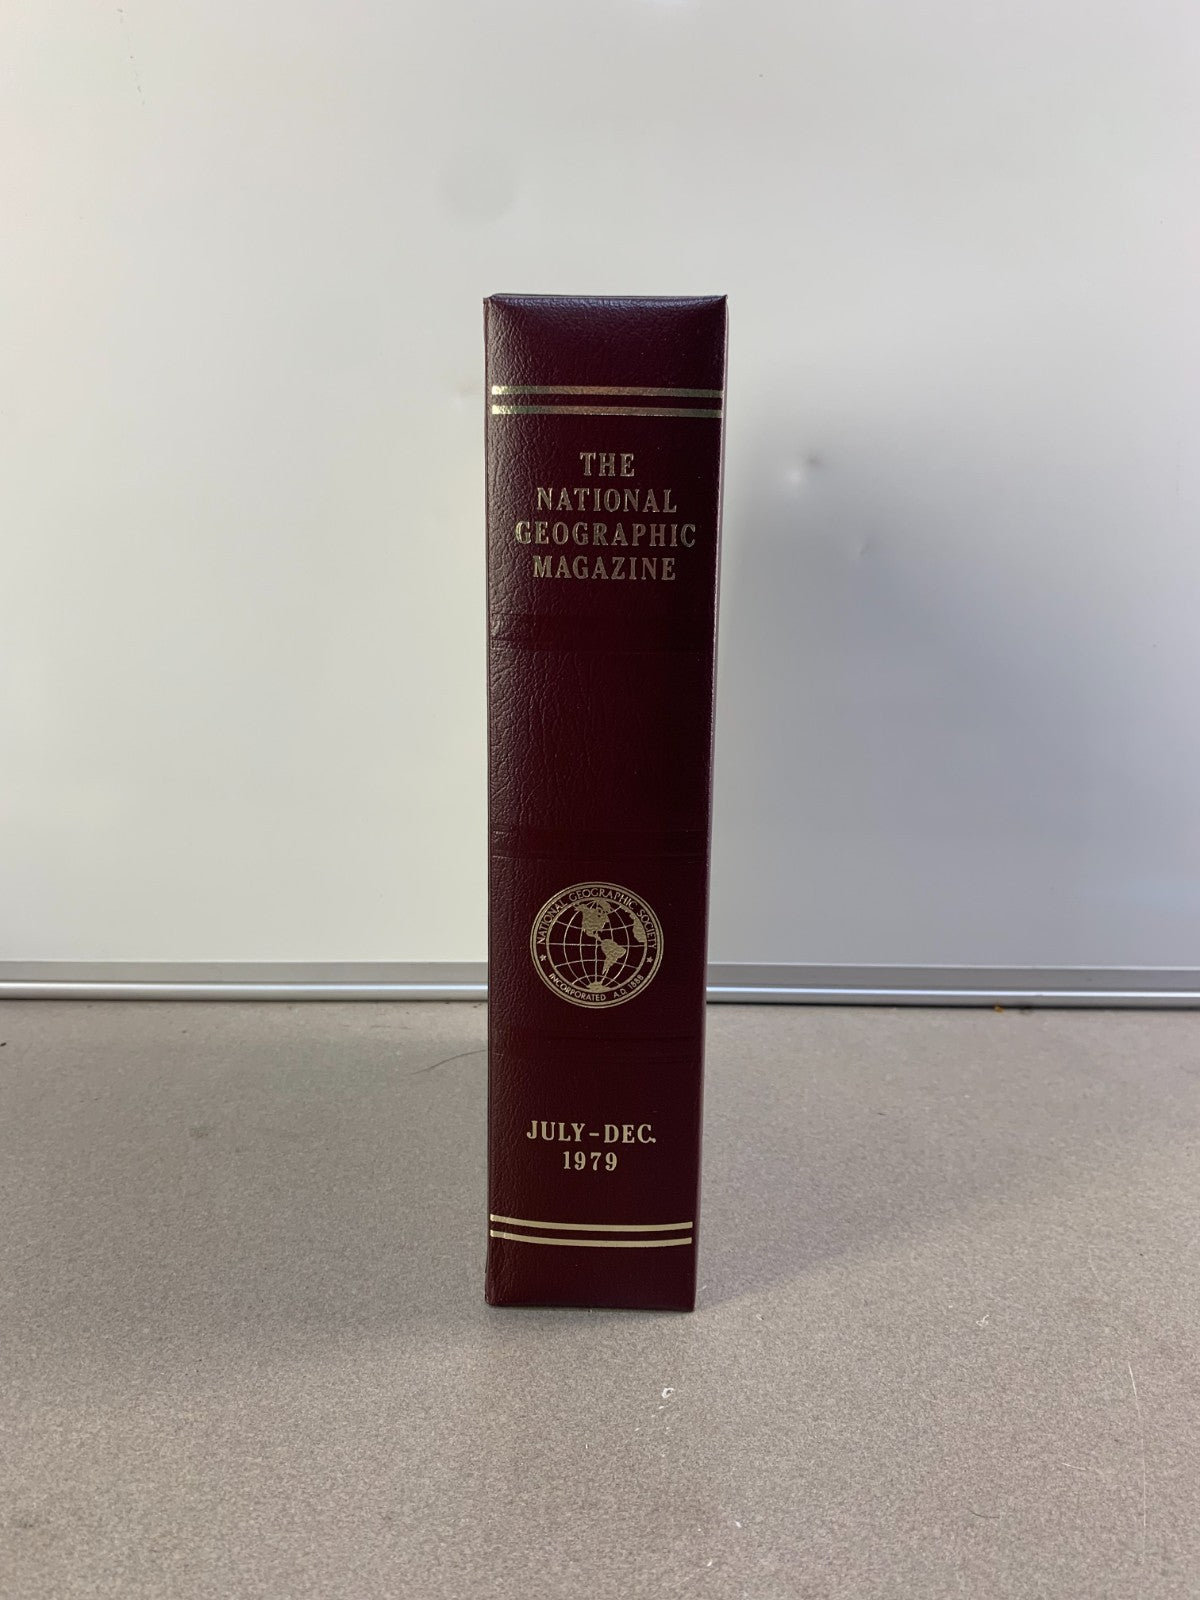 THE
NATIONAL
GEOGRAPHIC
MAGAZINE
NATIONAL GEOGRAPHIC SOCIETY
INCORPORATED A.D. 1888
JULY-DEC.
1979